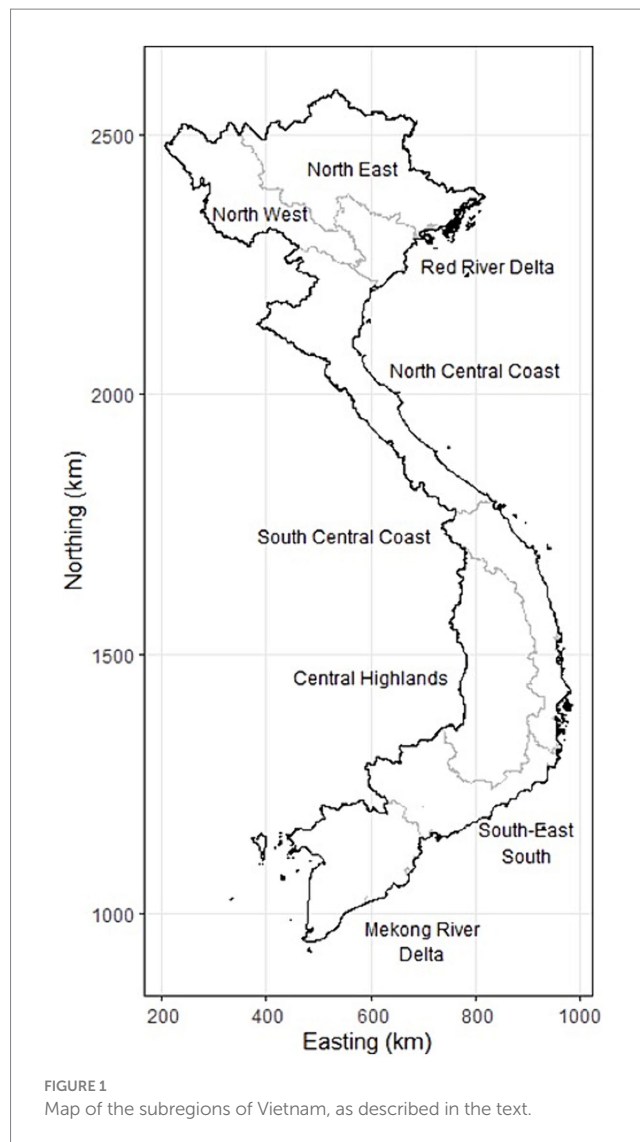 2500
2000
1500
1000
Northing (km)
North East
North West
Red River Delta
North Central Coast
South Central Coast
Central Highlands
South-East
South
Mekong River
Delta
200 400 600 800 1000
Easting (km)
FIGURE 1
Map of the subregions of Vietnam, as described in the text.